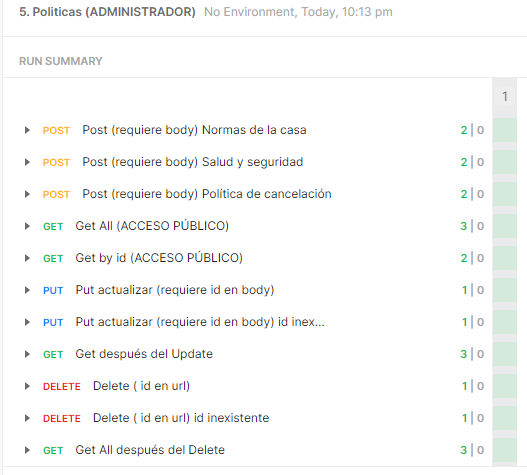 5. Politicas (ADMINISTRADOR) No Environment, Today, 10:13 pm
RUN SUMMARY
1
POST Post (requiere body) Normas de la casa 2 | 0
POST Post (requiere body) Salud y seguridad 2 | 0
POST Post (requiere body) Política de cancelación 2 | 0
GET Get All (ACCESO PÚBLICO) 3 | 0
GET Get by id (ACCESO PÚBLICO) 2 | 0
PUT Put actualizar (requiere id en body) 1 | 0
PUT Put actualizar (requiere id en body) id inex... 1 | 0
GET Get después del Update 3 | 0
DELETE Delete ( id en url) 1 | 0
DELETE Delete ( id en url) id inexistente 1 | 0
GET Get All después del Delete 3 | 0